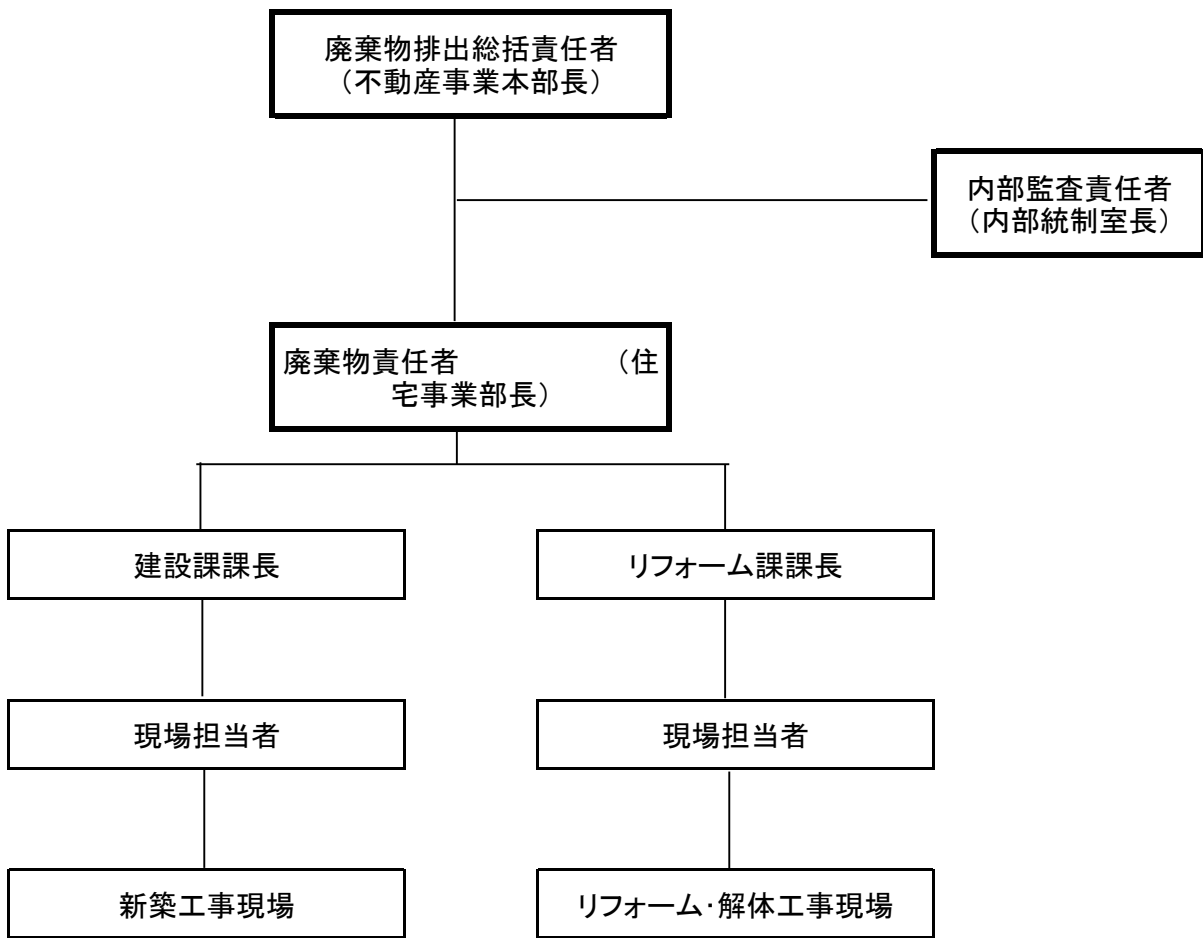 廃棄物排出総括責任者
（不動産事業本部長）
内部監査責任者
（内部統制室長）
廃棄物責任者　　　　　（住
宅事業部長）
建設課課長
リフォーム課課長
現場担当者
現場担当者
新築工事現場
リフォーム・解体工事現場